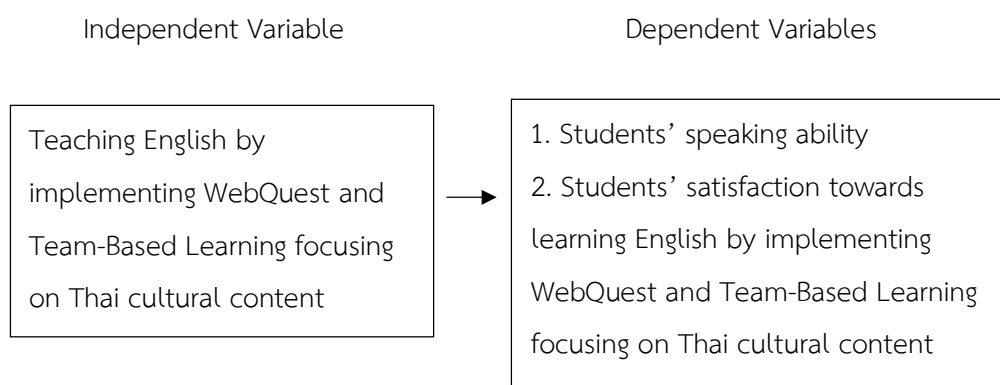 Independent Variable
Dependent Variables
Teaching English by
implementing WebQuest and
Team-Based Learning focusing
on Thai cultural content
1. Students’ speaking ability
2. Students’ satisfaction towards
learning English by implementing
WebQuest and Team-Based Learning
focusing on Thai cultural content